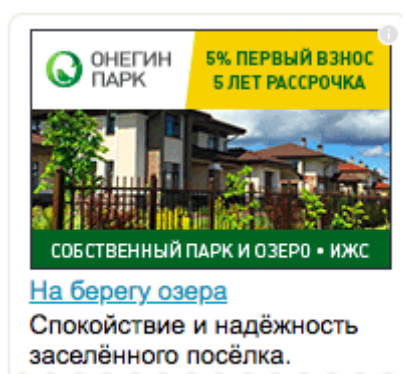 ОНЕГИН
ПАРК
5% ПЕРВЫЙ ВЗНОС
5 ЛЕТ РАССРОЧКА
СОБСТВЕННЫЙ ПАРК И ОЗЕРО • ИЖС
На берегу озера
Спокойствие и надёжность
заселённого посёлка.